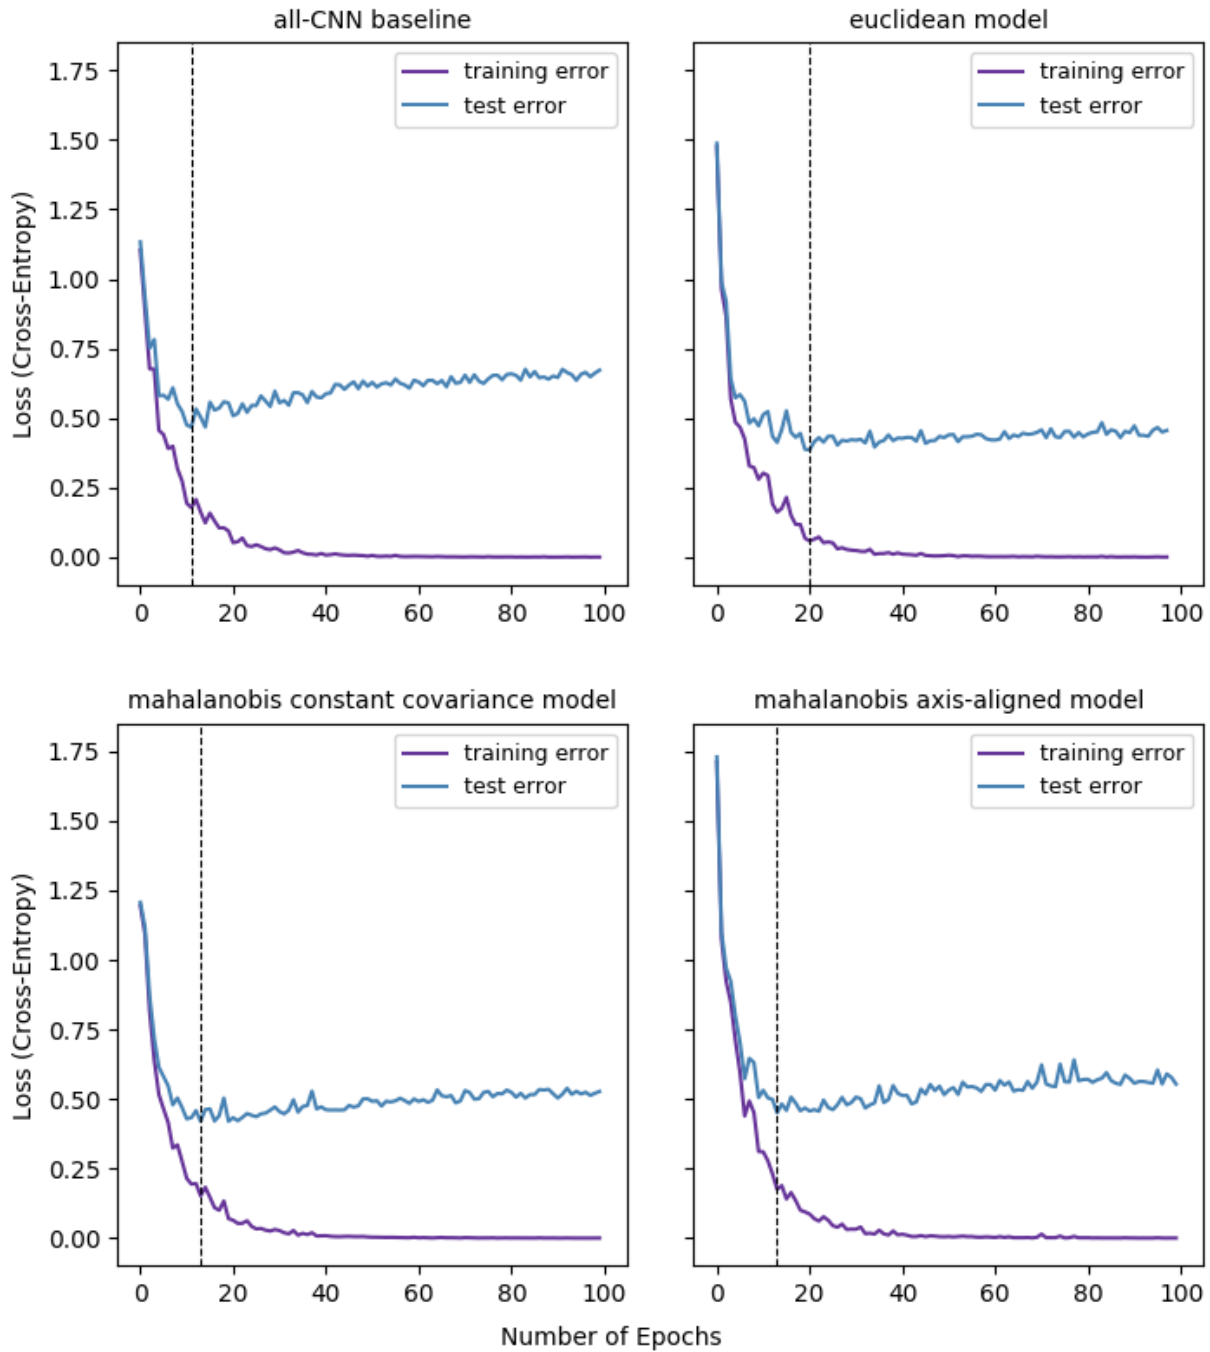 all-CNN baseline
euclidean model
1.75
1.50
1.25
1.00
0.75
0.50
0.25
0.00
Loss (Cross-Entropy)
training error
test error
training error
test error
0 20 40 60 80 100
0 20 40 60 80 100
mahalanobis constant covariance model
mahalanobis axis-aligned model
1.75
1.50
1.25
1.00
0.75
0.50
0.25
0.00
Loss (Cross-Entropy)
training error
test error
training error
test error
0 20 40 60 80 100
0 20 40 60 80 100
Number of Epochs